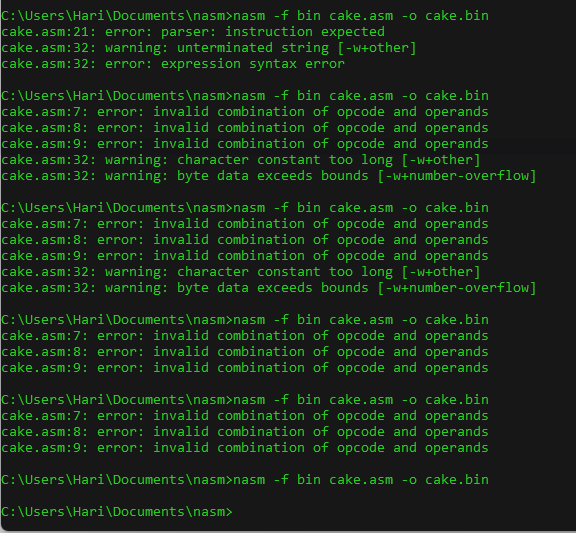 C:\Users\Hari\Documents\nasm>nasm -f bin cake.asm -o cake.bin
cake.asm:21: error: parser: instruction expected
cake.asm:32: warning: unterminated string [-w+other]
cake.asm:32: error: expression syntax error
C:\Users\Hari\Documents\nasm>nasm -f bin cake.asm -o cake.bin
cake.asm:7: error: invalid combination of opcode and operands
cake.asm:8: error: invalid combination of opcode and operands
cake.asm:9: error: invalid combination of opcode and operands
cake.asm:32: warning: character constant too long [-w+other]
cake.asm:32: warning: byte data exceeds bounds [-w+number-overflow]
C:\Users\Hari\Documents\nasm>nasm -f bin cake.asm -o cake.bin
cake.asm:7: error: invalid combination of opcode and operands
cake.asm:8: error: invalid combination of opcode and operands
cake.asm:9: error: invalid combination of opcode and operands
cake.asm:32: warning: character constant too long [-w+other]
cake.asm:32: warning: byte data exceeds bounds [-w+number-overflow]
C:\Users\Hari\Documents\nasm>nasm -f bin cake.asm -o cake.bin
cake.asm:7: error: invalid combination of opcode and operands
cake.asm:8: error: invalid combination of opcode and operands
cake.asm:9: error: invalid combination of opcode and operands
C:\Users\Hari\Documents\nasm>nasm -f bin cake.asm -o cake.bin
cake.asm:7: error: invalid combination of opcode and operands
cake.asm:8: error: invalid combination of opcode and operands
cake.asm:9: error: invalid combination of opcode and operands
C:\Users\Hari\Documents\nasm>nasm -f bin cake.asm -o cake.bin
C:\Users\Hari\Documents\nasm>